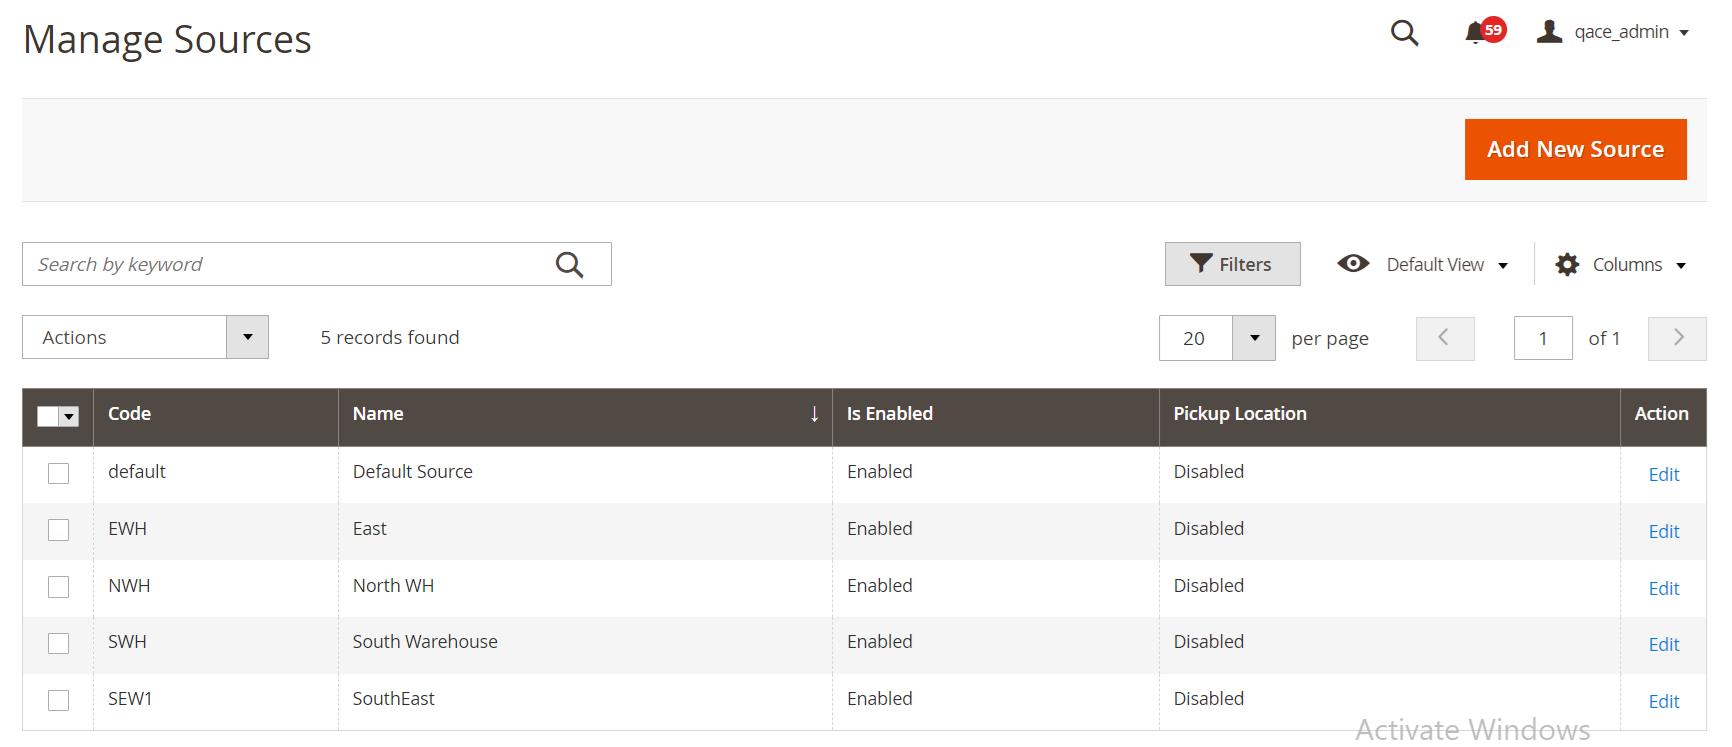 Manage Sources
59
qace_admin
Add New Source
Search by keyword
Filters
Default View
Columns
Actions
5 records found
20
per page
1
of 1
Code Name ↓ Is Enabled Pickup Location Action
default Default Source Enabled Disabled Edit
EWH East Enabled Disabled Edit
NWH North WH Enabled Disabled Edit
SWH South Warehouse Enabled Disabled Edit
SEW1 SouthEast Enabled Disabled Edit
Activate Windows